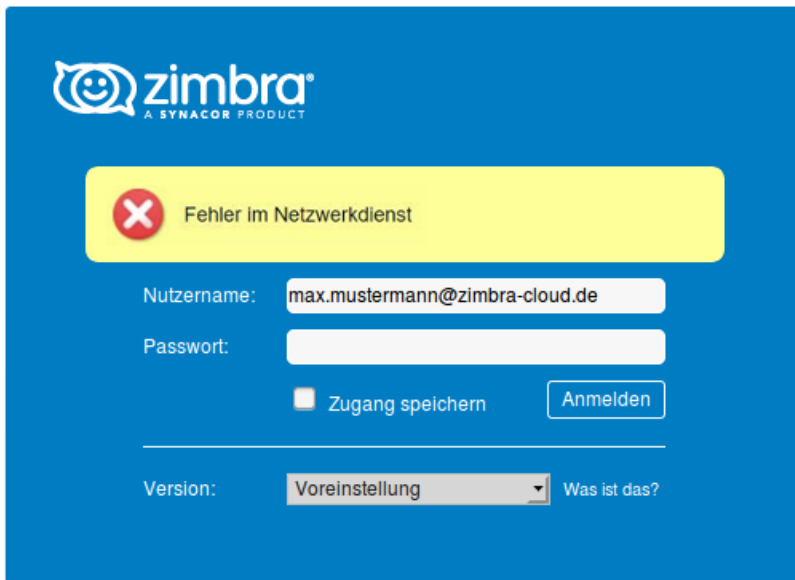 zimbra®
A SYNACOR PRODUCT
Fehler im Netzwerkdienst
Nutzername: max.mustermann@zimbra-cloud.de
Passwort:
Zugang speichern Anmelden
Version: Voreinstellung Was ist das?